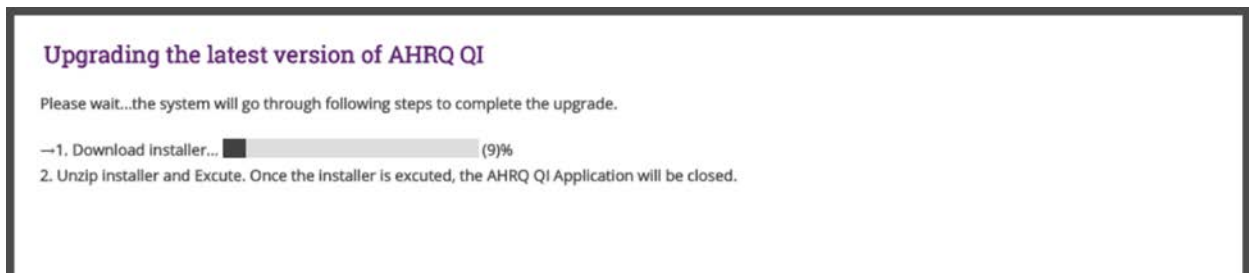 Upgrading the latest version of AHRQ QI
Please wait...the system will go through following steps to complete the upgrade.
→1. Download installer... (9)%
2. Unzip installer and Excute. Once the installer is excuted, the AHRQ QI Application will be closed.